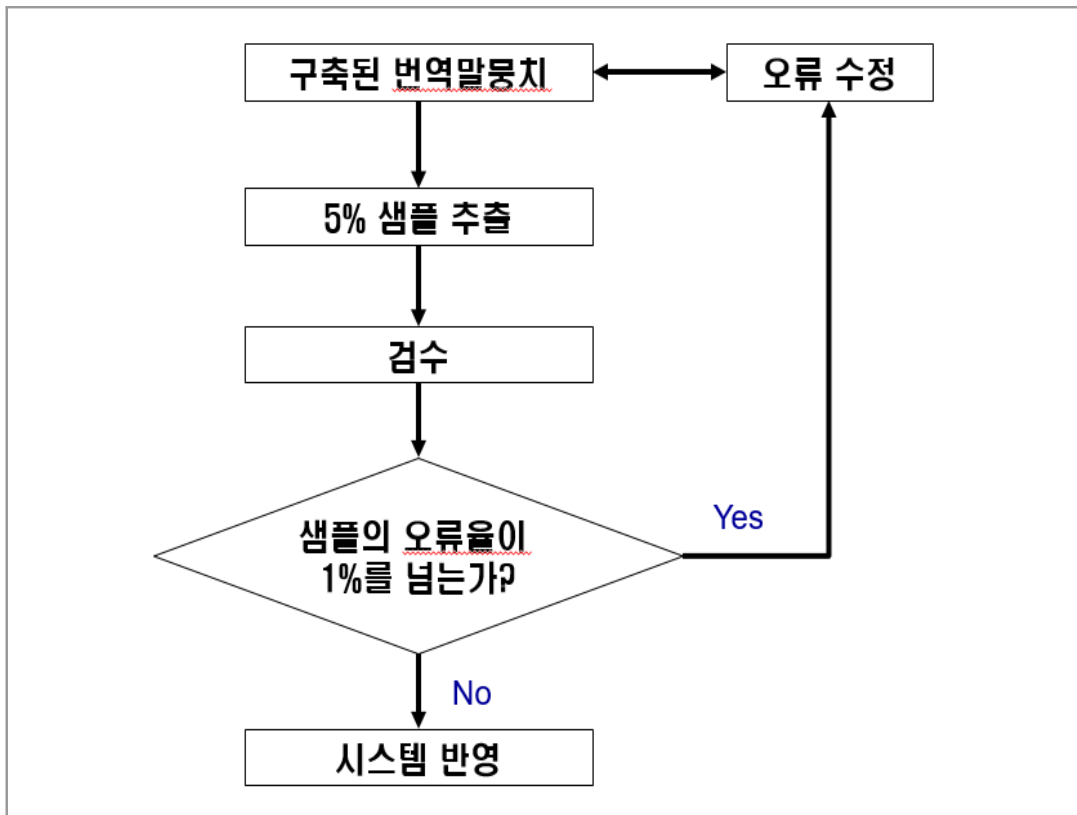 구축된 번역말뭉치
오류 수정
5% 샘플 추출
검수
샘플의 오류율이
1%를 넘는가?
Yes
No
시스템 반영